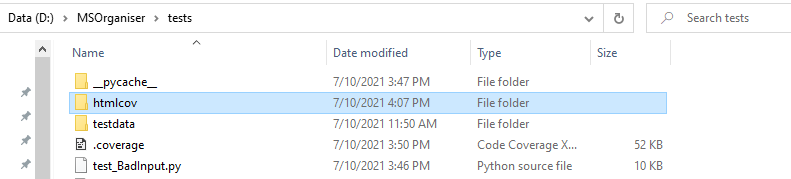 Data (D:) > MSOrganiser > tests
Search tests
Name Date modified Type Size
__pycache__ 7/10/2021 3:47 PM File folder
htmlcov 7/10/2021 4:07 PM File folder
testdata 7/10/2021 11:50 AM File folder
.coverage 7/10/2021 3:50 PM Code Coverage X... 52 KB
test_BadInput.py 7/10/2021 3:46 PM Python source file 10 KB